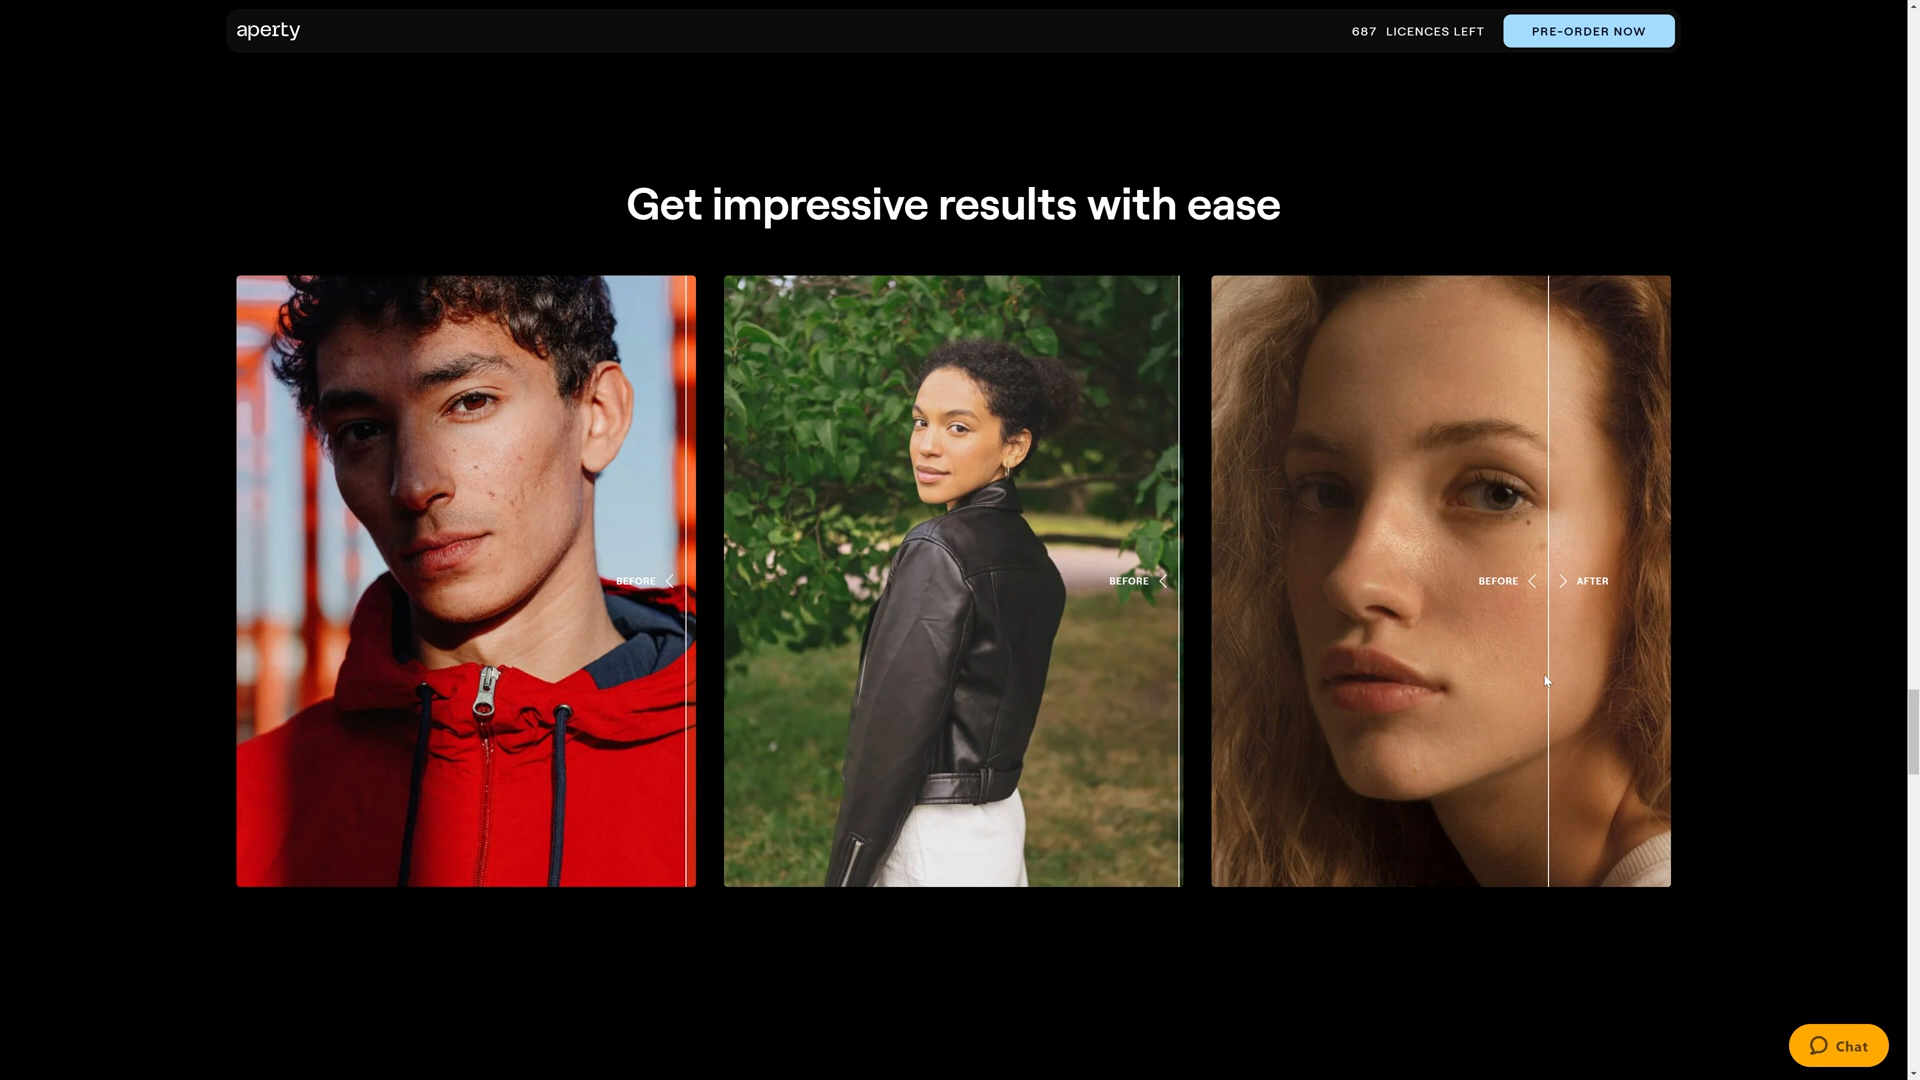 aperty
687 LICENCES LEFT
PRE-ORDER NOW
Get impressive results with ease
BEFORE
BEFORE
BEFORE
AFTER
Chat